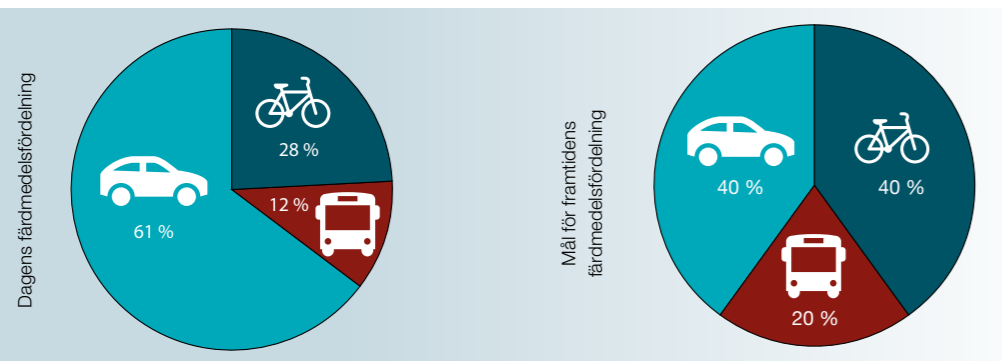 Dagens färdmedelsfördelning
28 %
12 %
61 %
Mål för framtidens
färdmedelsfördelning
40 %
40 %
20 %